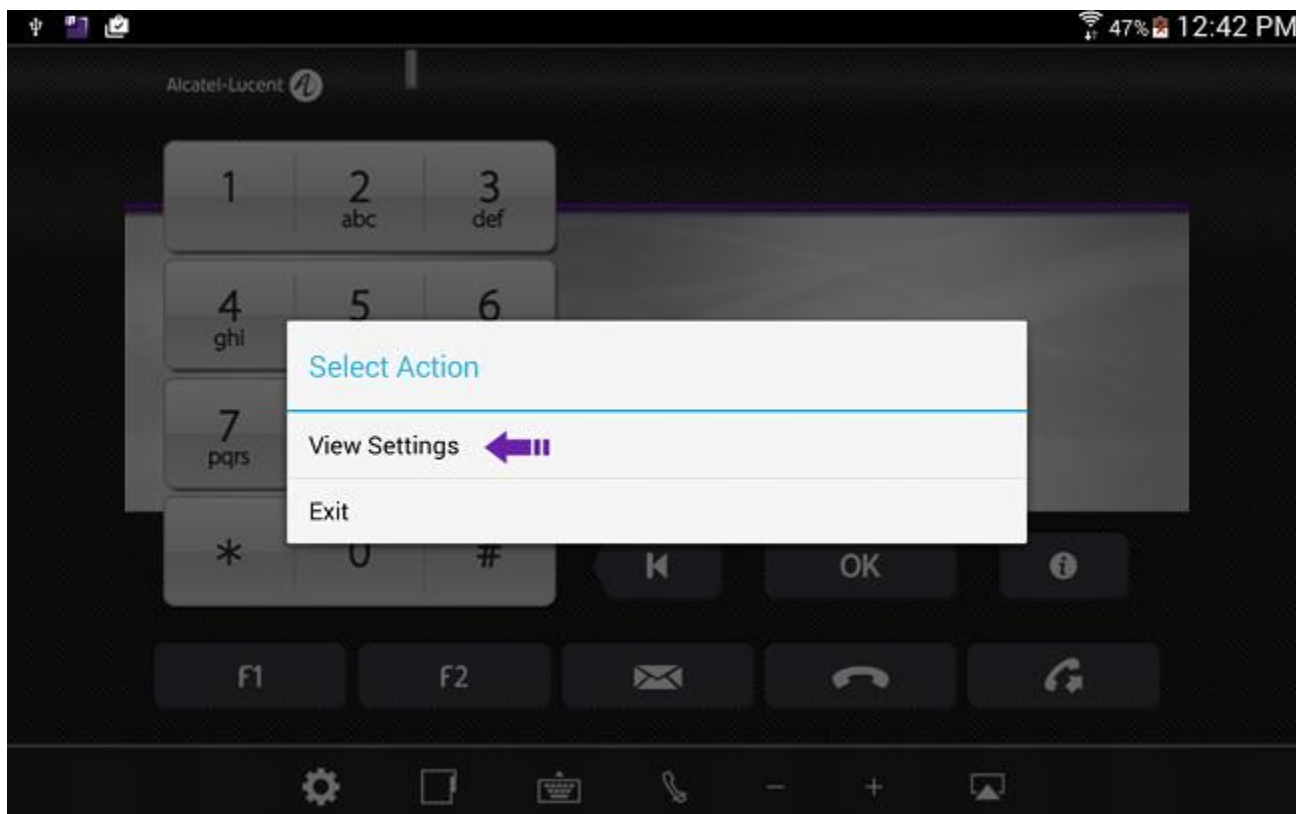 47% 12:42 PM
Alcatel-Lucent
1 2 3
abc def
4 5 6
ghi
Select Action
7
View Settings
pqrs
Exit
* 0 #
OK
F1 F2
- +